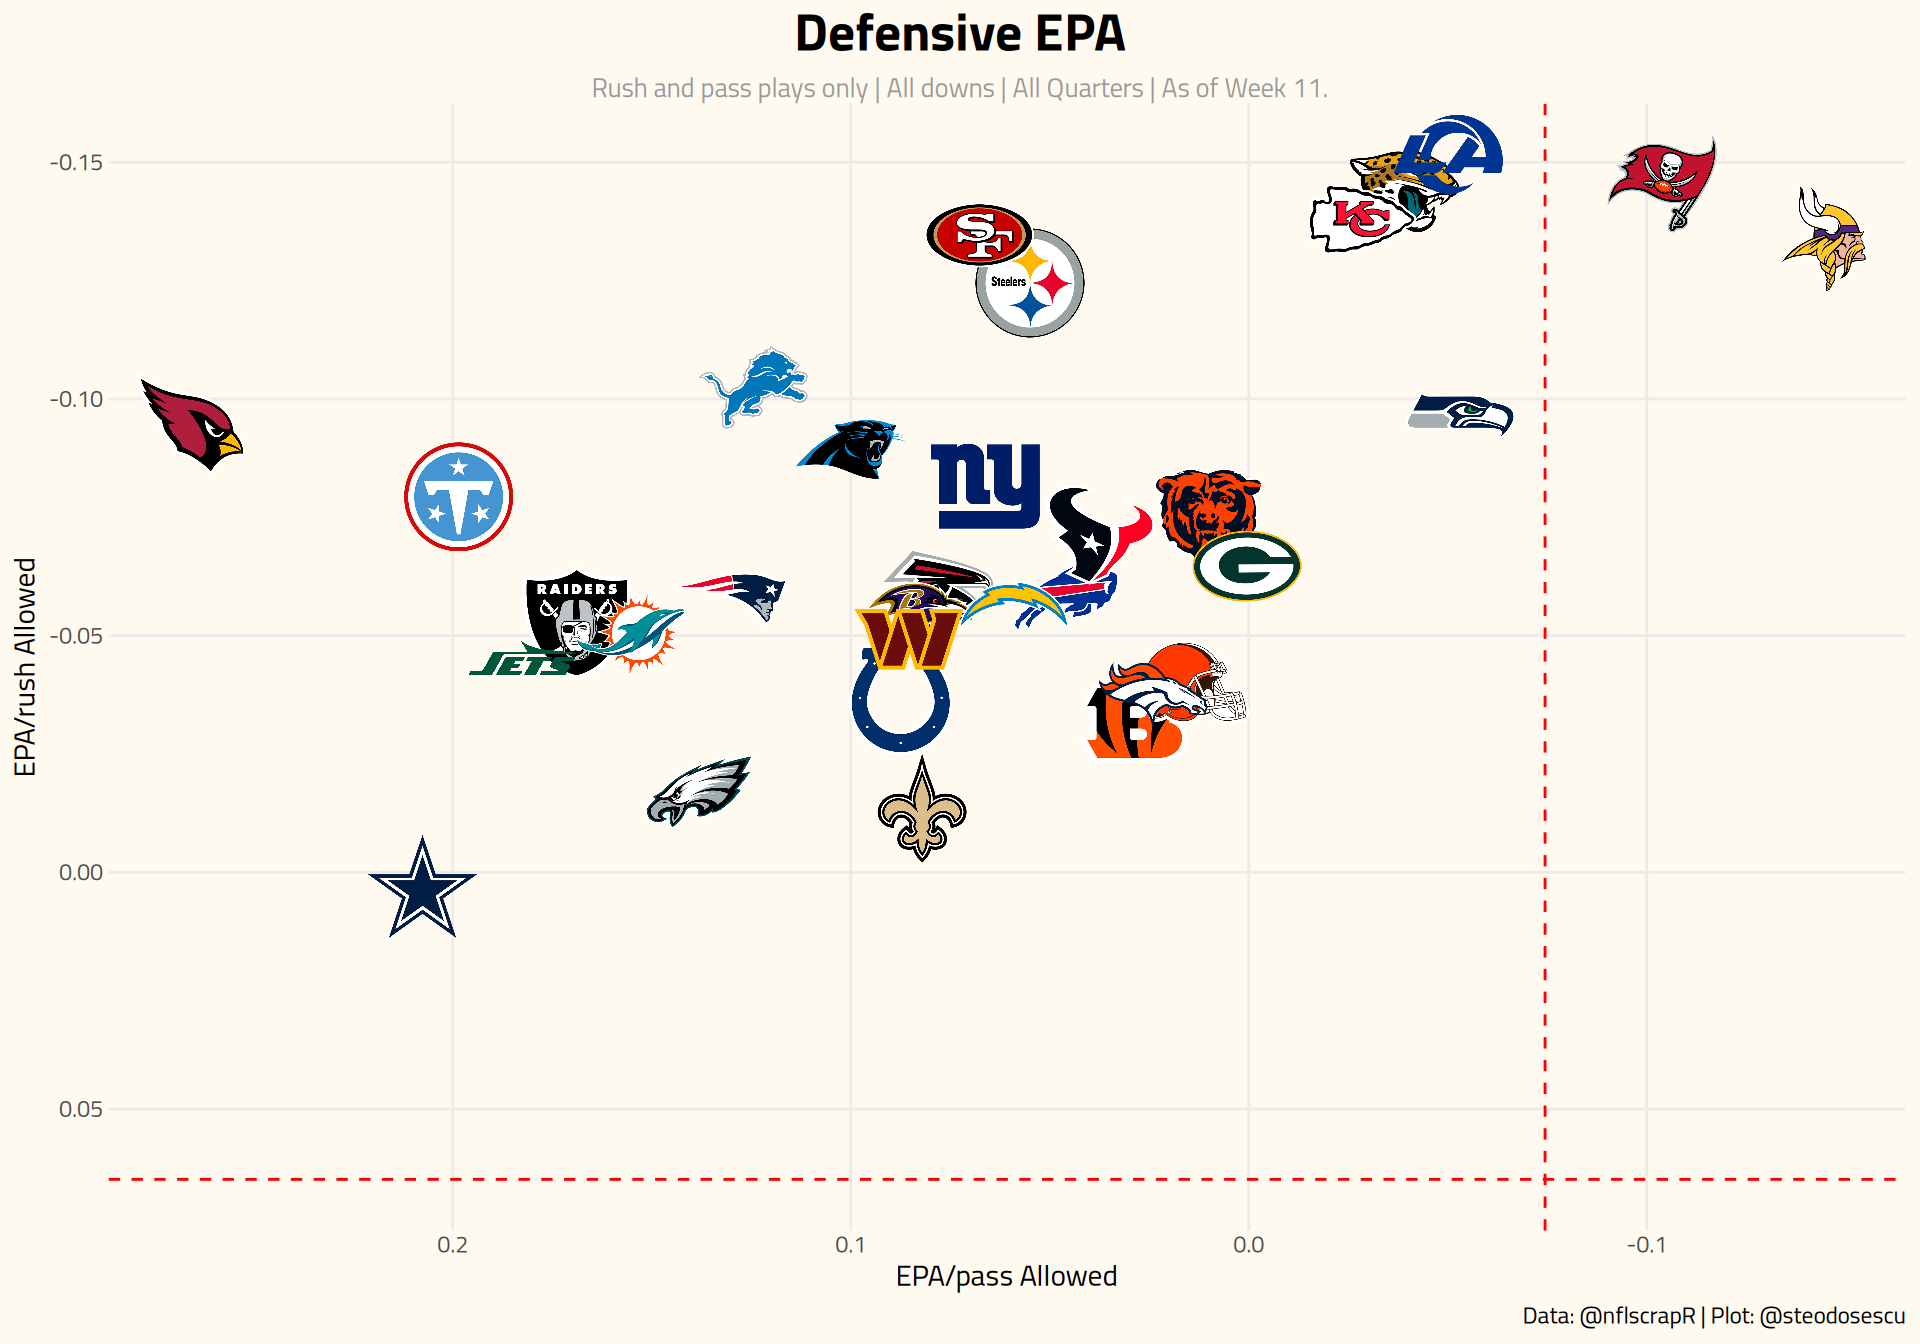 Defensive EPA
Rush and pass plays only | All downs | All Quarters | As of Week 11.
-0.15
-0.10
-0.05
0.00
0.05
EPA/rush Allowed
SF
Steelers
LA
KC
T
ny
G
RAIDERS
JETS
B
W
B
0.2
0.1
0.0
-0.1
EPA/pass Allowed
Data: @nflscrapR | Plot: @steodosescu